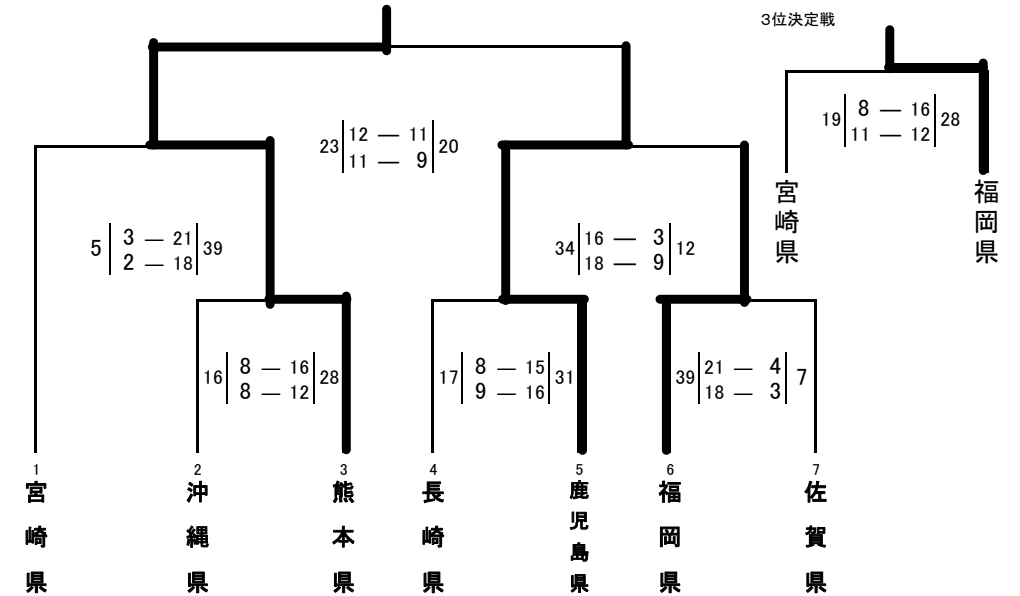 3位決定戦
19 8 — 16 28
11 — 12
宮崎県
福岡県
23 12 — 11 20
11 — 9
5 3 — 21 39
2 — 18
34 16 — 3 12
18 — 9
16 8 — 16 28
8 — 12
17 8 — 15 31
9 — 16
39 21 — 4 7
18 — 3
1 2 3 4 5 6 7
宮崎県
沖縄県
熊本県
長崎県
鹿児島県
福岡県
佐賀県